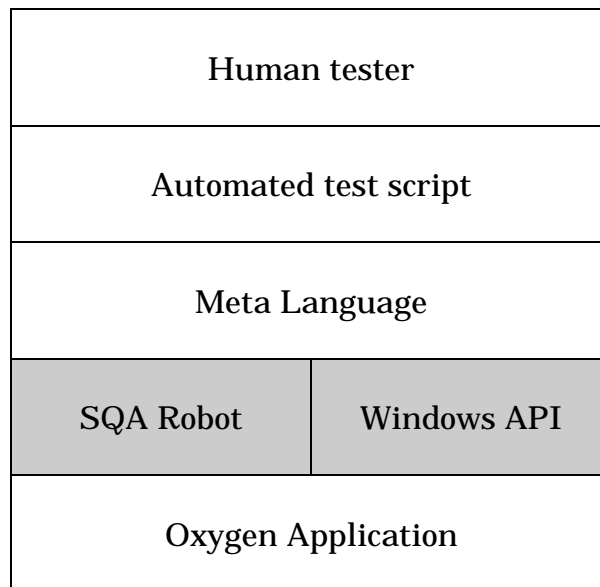 Human tester
Automated test script
Meta Language
SQA Robot
Windows API
Oxygen Application